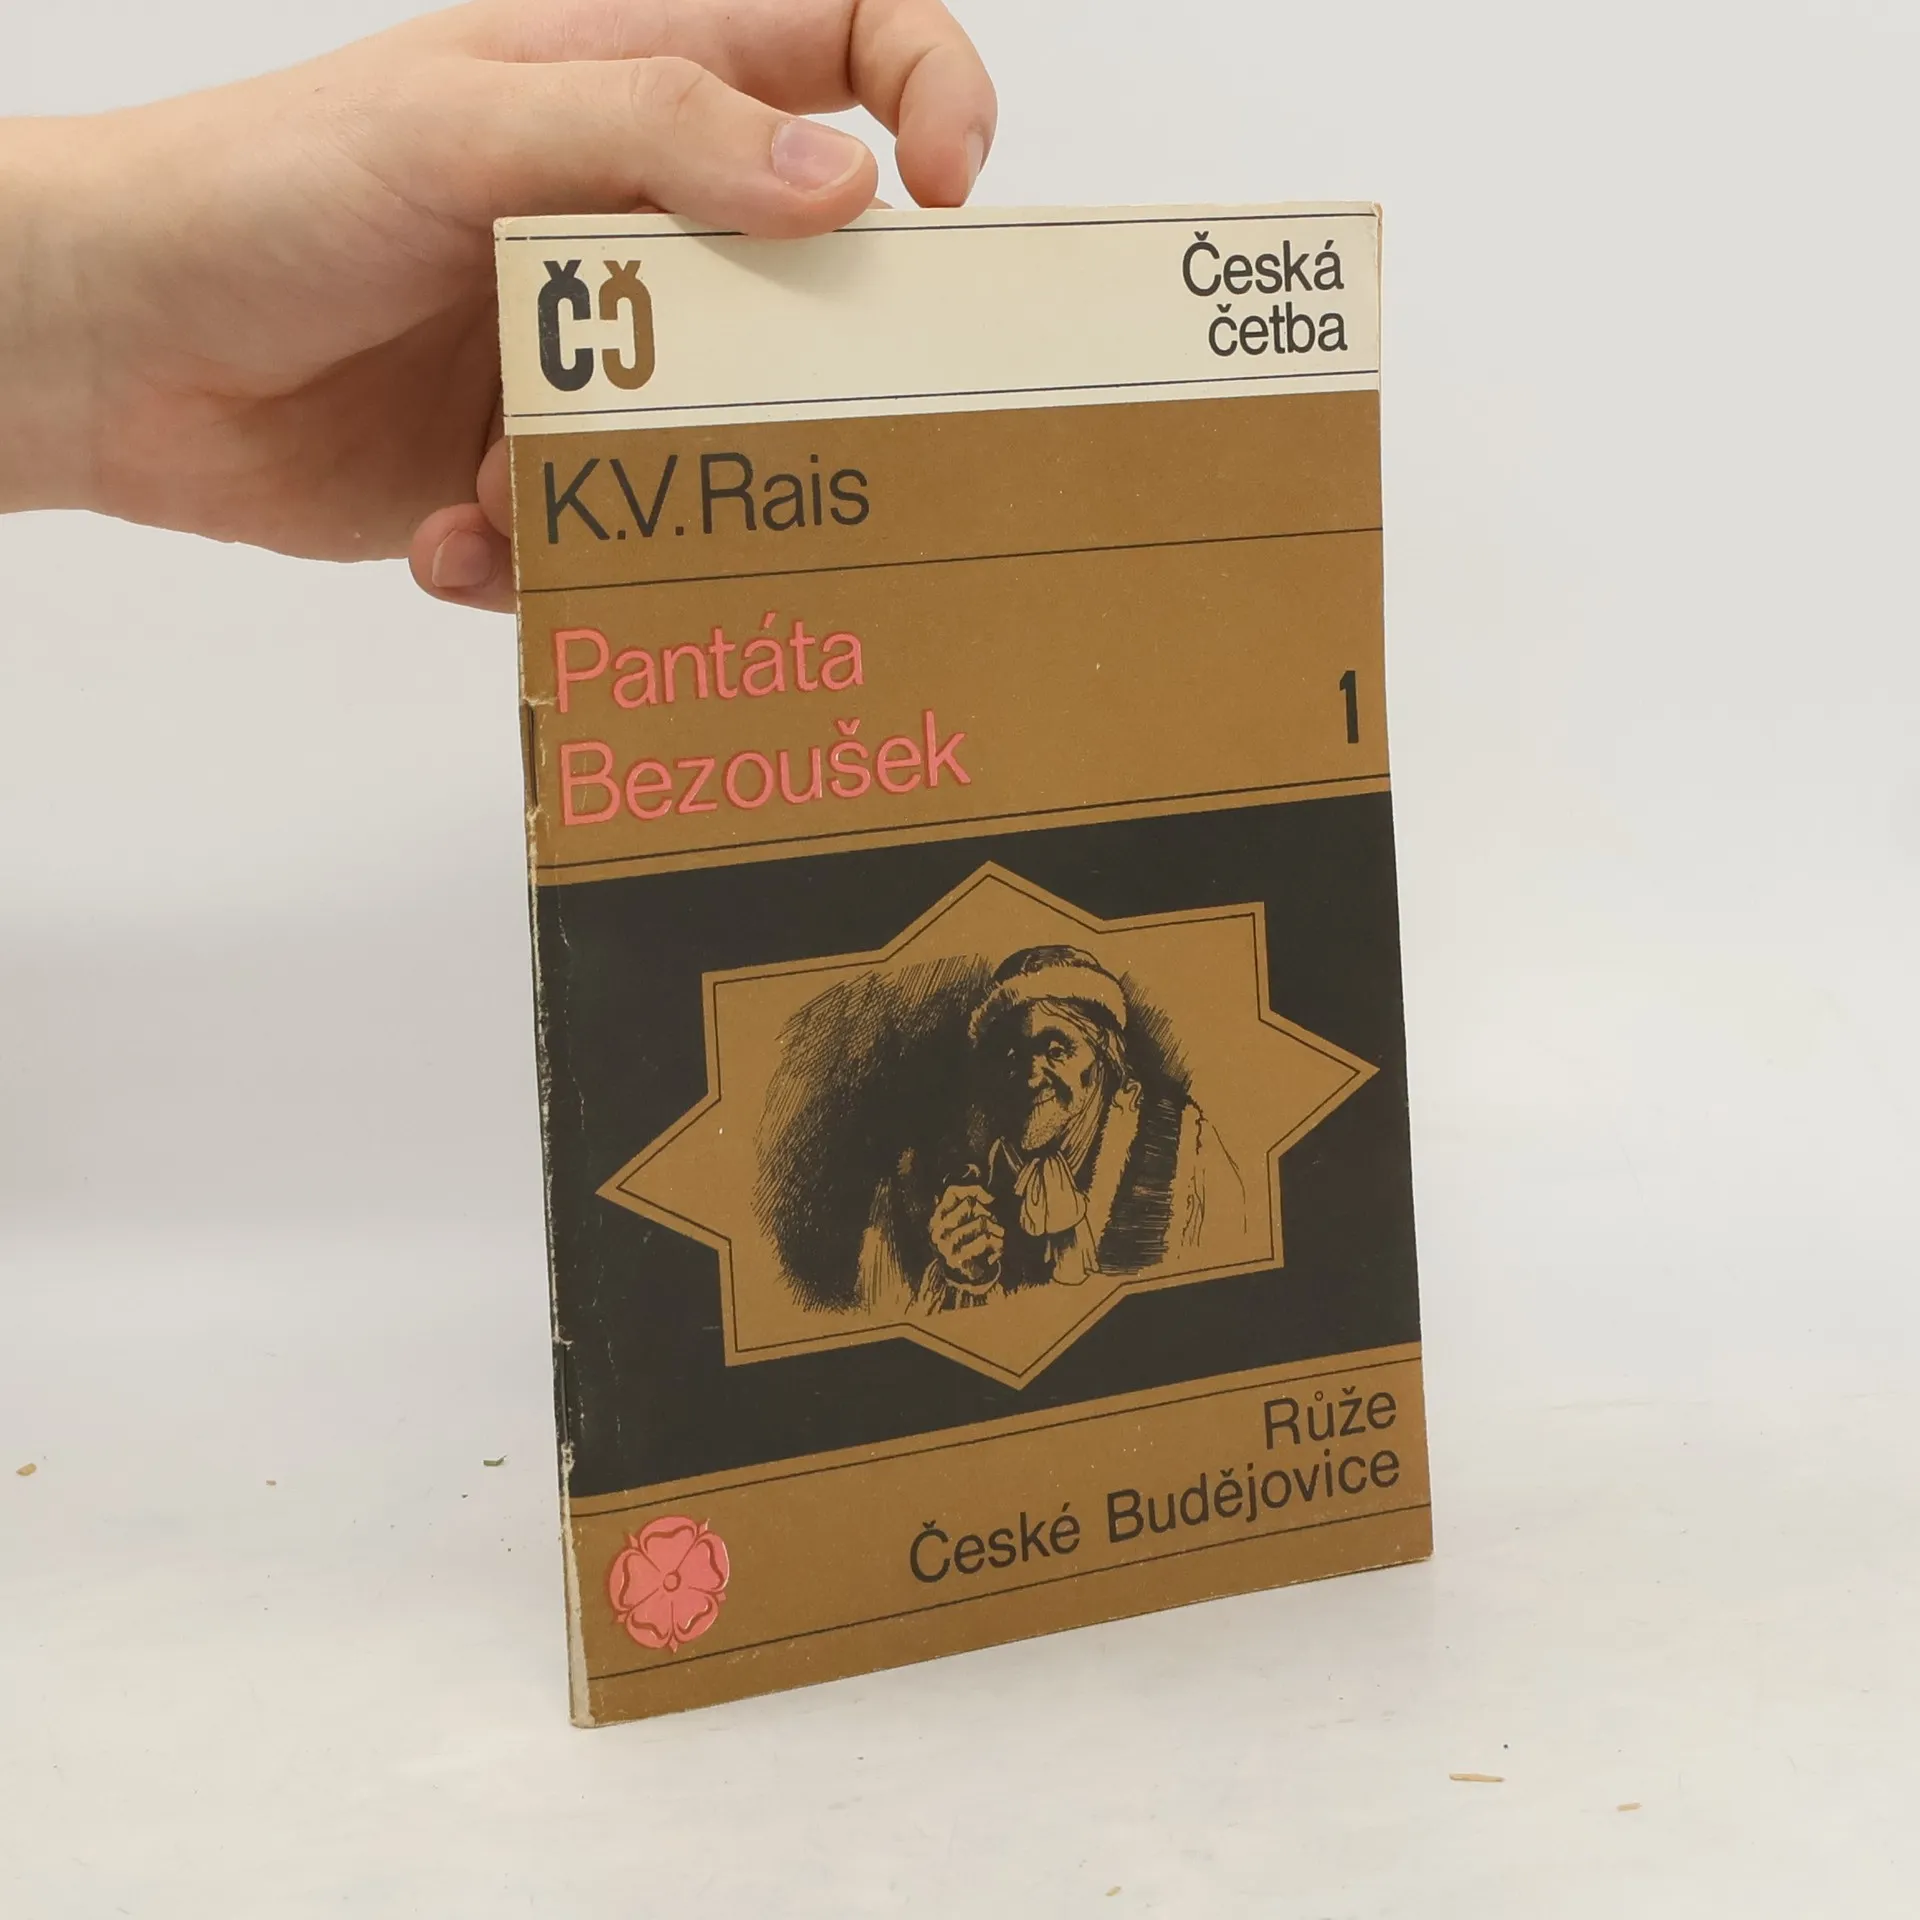 ČČ
Česká
četba
K.V. Rais
Pantáta
Bezoušek
1
Růže
České Budějovice